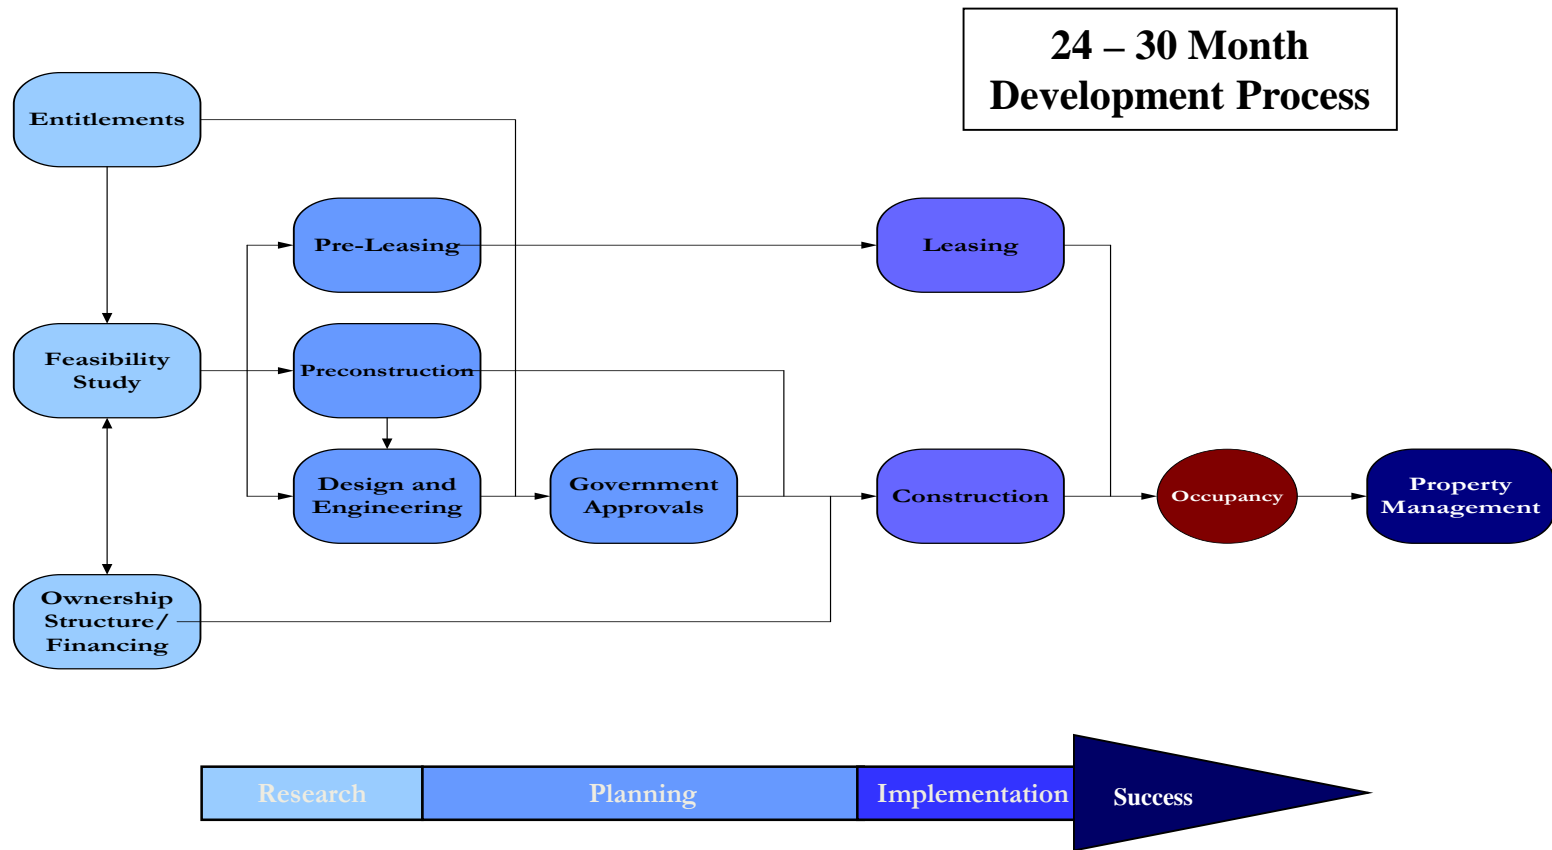 24 – 30 Month
Development Process
Entitlements
Pre-Leasing
Leasing
Feasibility
Study
Preconstruction
Design and
Engineering
Government
Approvals
Construction
Occupancy
Property
Management
Ownership
Structure/
Financing
Research
Planning
Implementation
Success